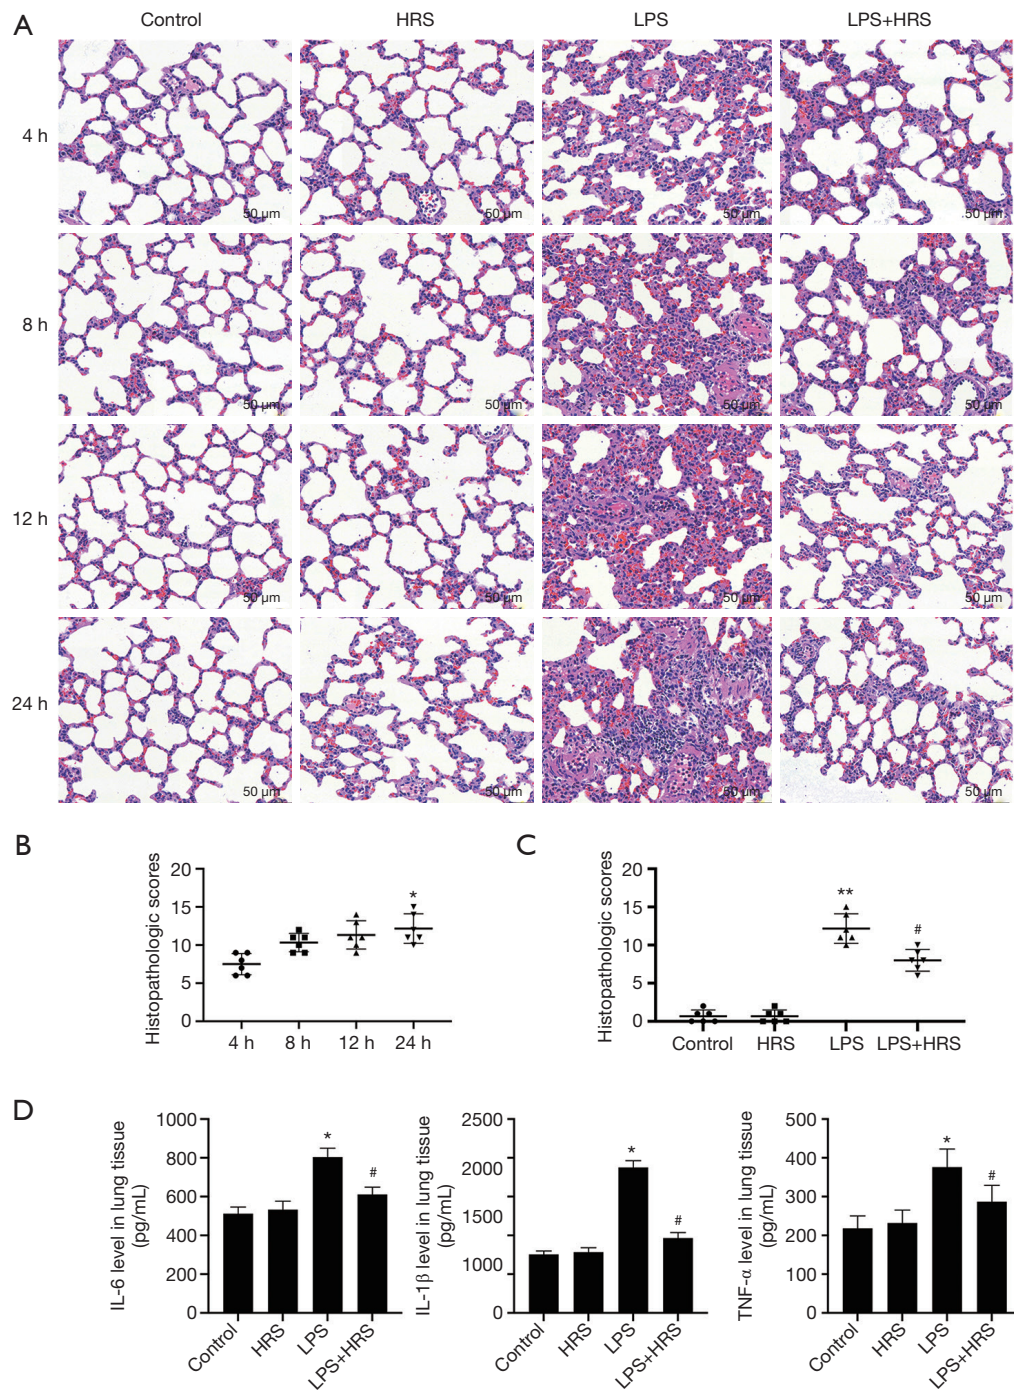 A
Control HRS LPS LPS+HRS
4 h
50 µm 50 µm 50 µm 50 µm
8 h
50 µm 50 µm 50 µm 50 µm
12 h
50 µm 50 µm 50 µm 50 µm
24 h
50 µm 50 µm 50 µm 50 µm
B
Histopathologic scores
20
15
10
5
0
*
4 h 8 h 12 h 24 h
C
Histopathologic scores
20
15
10
5
0
**
#
Control HRS LPS LPS+HRS
D
IL-6 level in lung tissue
(pg/mL)
1000
800
600
400
200
0
*
#
Control HRS LPS LPS+HRS
IL-1β level in lung tissue
(pg/mL)
2500
2000
1500
1000
0
*
#
Control HRS LPS LPS+HRS
TNF-α level in lung tissue
(pg/mL)
500
400
300
200
100
0
*
#
Control HRS LPS LPS+HRS